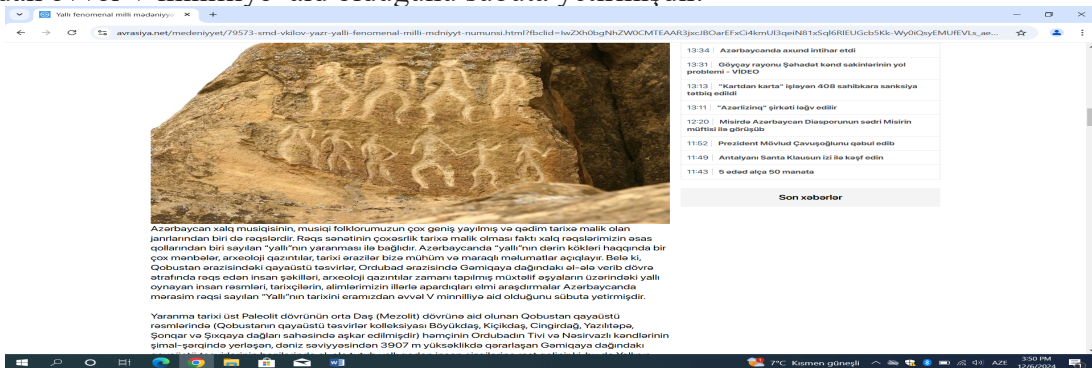 Yallı fenomenal milli mədəniyyə
avrasiya.net/medeniyyet/79573-smd-vkilov-yazr-yalli-fenomenal-milli-mdniyyt-numunsi.html?fbclid=
13:34 Azərbaycanda axund intihar etdi
13:31 Göyçay rayonu Şəhadət kənd sakinlərinin yol
problemi - VİDEO
13:13 "Kartdan karta" işləyən 408 sahibkara sanksiya
tətbiq edildi
13:11 "Azərlizinq" şirkəti ləğv edilir
12:20 Misirdə Azərbaycan Diasporunun sədri Misirin
müftisi ilə görüşüb
11:52 Prezident Mövlud Çavuşoğlunu qəbul edib
11:49 Antalyanı Santa Klausun izi ilə kəşf edin
11:43 5 ədəd alça 50 manata
Son xəbərlər
Azərbaycan xalq musiqisinin, musiqi folklorumuzun çox geniş yayılmış və qədim tarixə malik olan
janrlarından biri də rəqslərdir. Rəqs sənətinin çoxəsrlik tarixə malik olması faktı xalq rəqslərimizin əsas
qollarından biri sayılan "yallı"nın yaranması ilə bağlıdır. Azərbaycanda "yallı"nın dərin kökləri haqqında bir
çox mənbələr, arxeoloji qazıntılar, tarixi ərazilər bizə mühüm və maraqlı məlumatlar açıqlayır. Belə ki,
Qobustan ərazisindəki qayaüstü təsvirlər, Ordubad ərazisində Gəmiqaya dağındakı əl-ələ verib dövrə
ətrafında rəqs edən insan şəkilləri, arxeoloji qazıntılar zamanı tapılmış müxtəlif əşyaların üzərindəki yallı
oynayan insan rəsmləri, tarixçilərin, alimlərimizin illərlə apardıqları elmi araşdırmalar Azərbaycanda
mərasim rəqsi sayılan "Yallı"nın tarixini eramızdan əvvəl V minilliyə aid olduğunu sübuta yetirmişdir.
Yaranma tarixi üst Paleolit dövrünün orta Daş (Mezolit) dövrünə aid olunan Qobustan qayaüstü
rəsmlərində (Qobustanın qayaüstü təsvirlər kolleksiyası Böyükdaş, Kiçikdaş, Cingirdağ, Yazılıtəpə,
Şonqar və Şıxqaya dağları sahəsində aşkar edilmişdir) həmçinin Ordubadın Tivi və Nəsirvazlı kəndlərinin
şimal-şərqində yerləşən, dəniz səviyyəsindən 3907 m yüksəklikdə qərarlaşan Gəmiqaya dağındakı
7°C Kısmen güneşli AZE 3:50 PM
12/6/2024